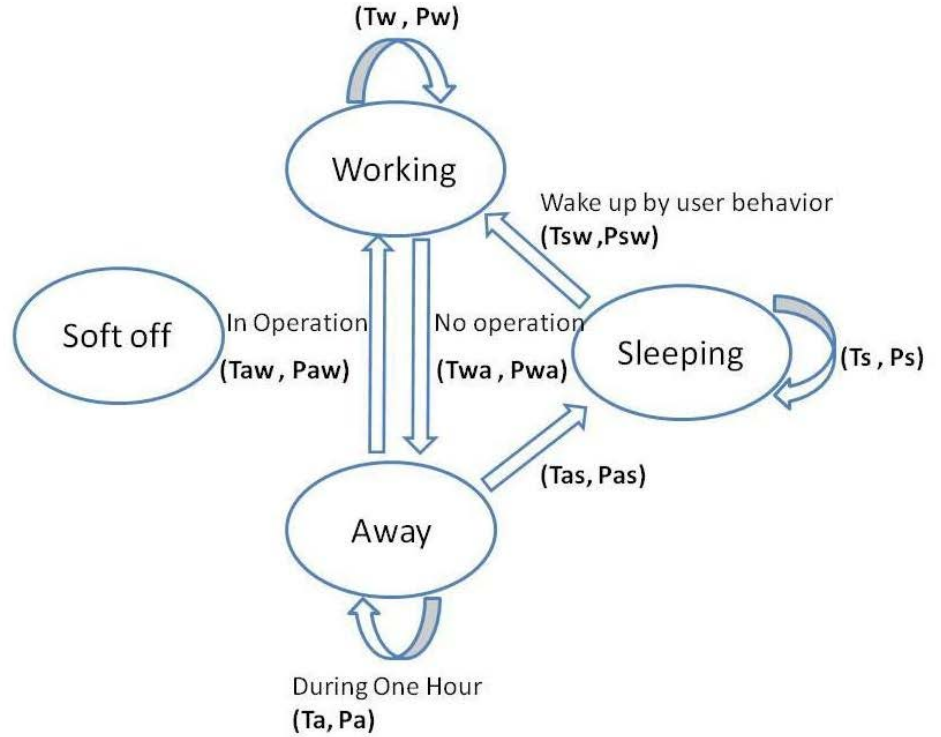 (Tw , Pw)
Working
Wake up by user behavior
(Tsw ,Psw)
Soft off
In Operation
(Taw , Paw)
No operation
(Twa , Pwa)
Sleeping
(Ts , Ps)
(Tas, Pas)
Away
During One Hour
(Ta, Pa)